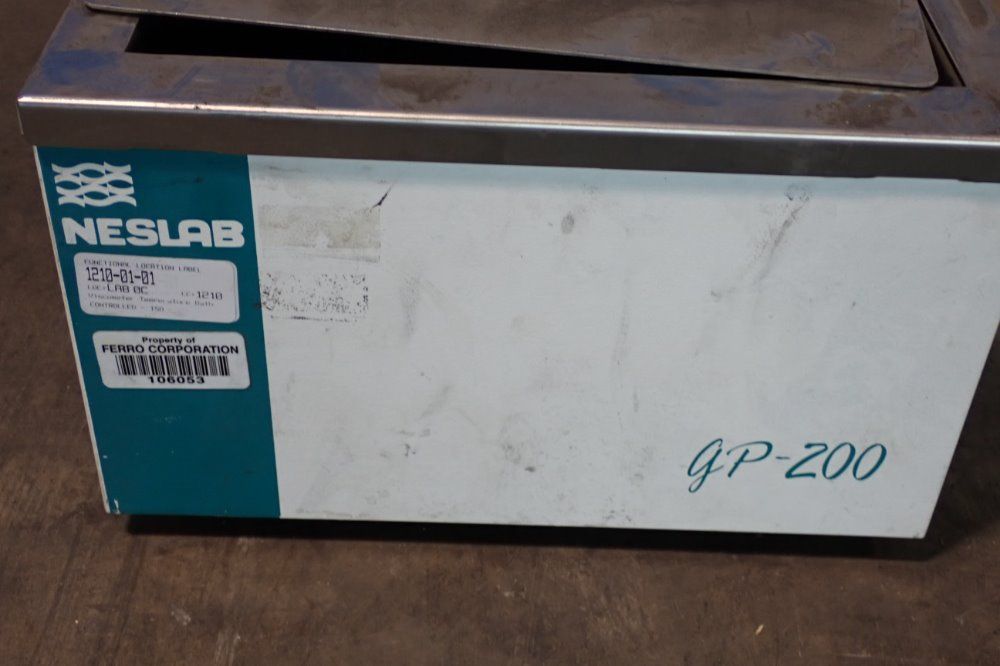 NESLAB
FUNCTIONAL LOCATION LABEL
1210-01-01
LOC: LAB QC CC: 1210
Viscometer Temperature Bath
CONTROLLED - ISO
Property of
FERRO CORPORATION
106053
GP-200